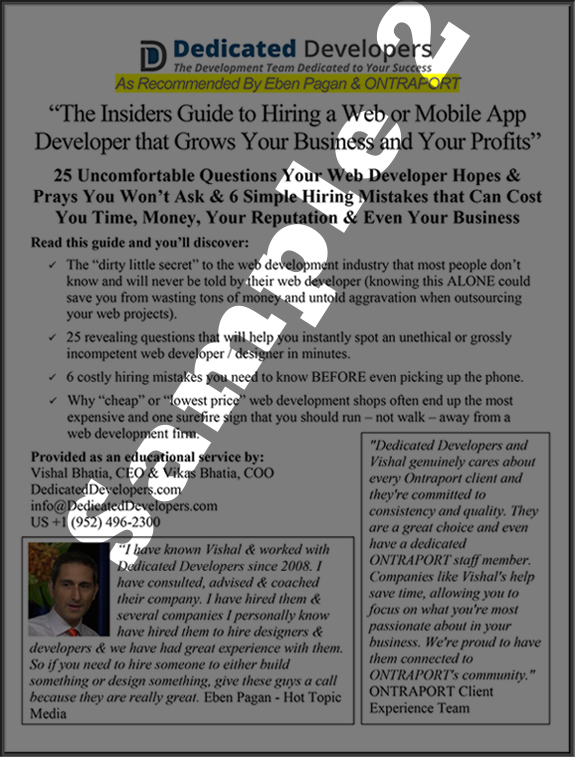 Dedicated Developers
The Development Team Dedicated to Your Success
As Recommended By Eben Pagan & ONTRAPORT
“The Insiders Guide to Hiring a Web or Mobile App
Developer that Grows Your Business and Your Profits”
25 Uncomfortable Questions Your Web Developer Hopes &
Prays You Won’t Ask & 6 Simple Hiring Mistakes that Can Cost
You Time, Money, Your Reputation & Even Your Business
Read this guide and you’ll discover:
✓ The “dirty little secret” to the web development industry that most people don’t
know and will never be told by their web developer (knowing this ALONE could
save you from wasting tons of money and untold aggravation when outsourcing
your web projects).
✓ 25 revealing questions that will help you instantly spot an unethical or grossly
incompetent web developer / designer in minutes.
✓ 6 costly hiring mistakes you need to know BEFORE even picking up the phone.
✓ Why “cheap” or “lowest price” web development shops often end up the most
expensive and one surefire sign that you should run – not walk – away from a
web development firm.
Provided as an educational service by:
Vishal Bhatia, CEO & Vikas Bhatia, COO
DedicatedDevelopers.com
info@DedicatedDevelopers.com
US +1 (952) 496-2300
“I have known Vishal & worked with
Dedicated Developers since 2008. I
have consulted, advised & coached
their company. I have hired them &
several companies I personally know
have hired them to hire designers &
developers & we have had great experience with them.
So if you need to hire someone to either build
something or design something, give these guys a call
because they are really great. Eben Pagan - Hot Topic
Media
"Dedicated Developers and
Vishal genuinely cares about
every Ontraport client and
they're committed to
consistency and quality. They
are a great choice and even
have a dedicated
ONTRAPORT staff member.
Companies like Vishal's help
save time, allowing you to
focus on what you're most
passionate about in your
business. We're proud to have
them connected to
ONTRAPORT's community."
ONTRAPORT Client
Experience Team
Sample 2